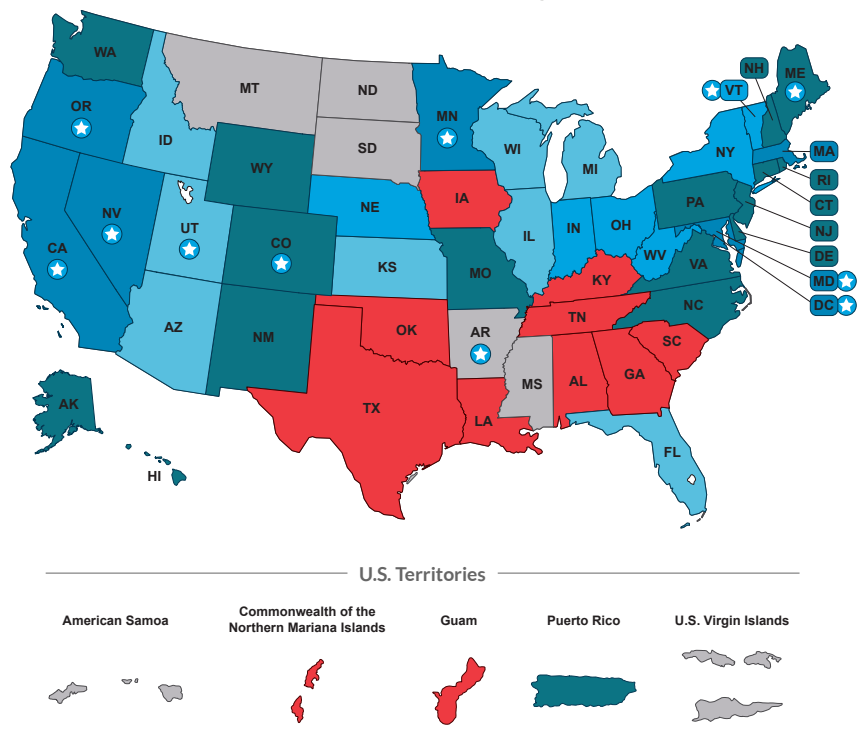 WA
NH
ME
MT
ND
VT
OR
MN
ID
WI
NY
MA
SD
MI
WY
RI
IA
PA
CT
NE
NV
UT
IN
OH
NJ
IL
CO
WV
DE
CA
KS
MO
VA
KY
MD
NC
DC
AZ
NM
OK
AR
TN
SC
MS
AL
GA
TX
LA
AK
FL
HI
U.S. Territories
American Samoa
Commonwealth of the
Northern Mariana Islands
Guam
Puerto Rico
U.S. Virgin Islands